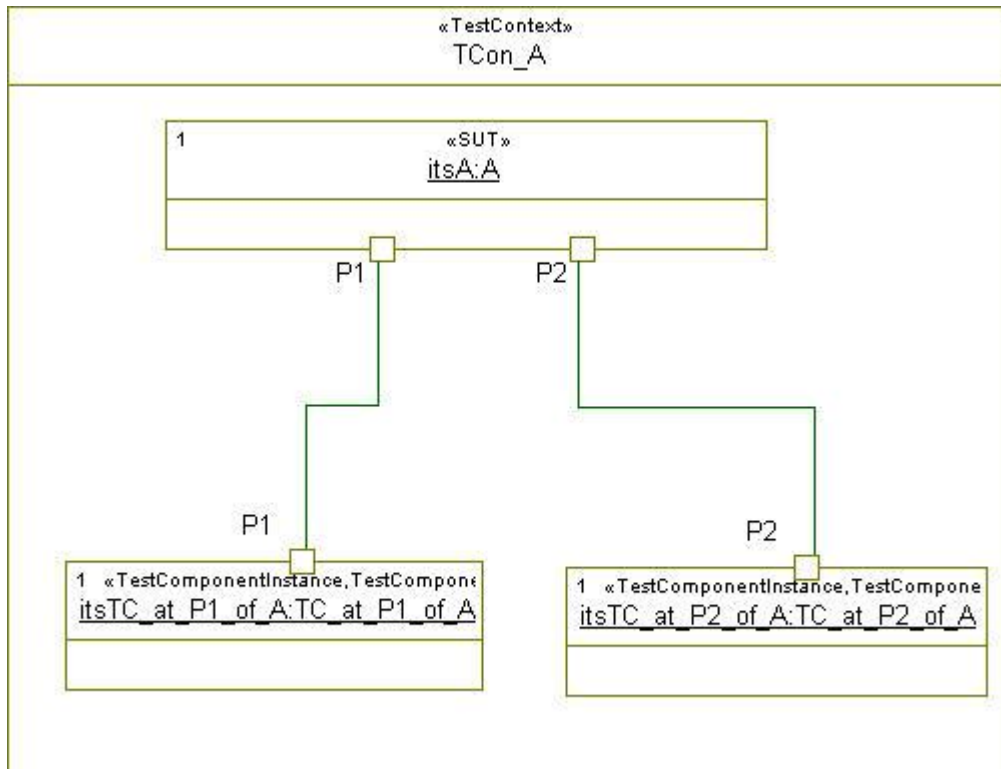 «TestContext»
TCon_A
1 «SUT»
itsA:A
P1 P2
P1
P2
1 «TestComponentInstance,TestCompone
itsTC_at_P1_of_A:TC_at_P1_of_A
1 «TestComponentInstance,TestCompone
itsTC_at_P2_of_A:TC_at_P2_of_A